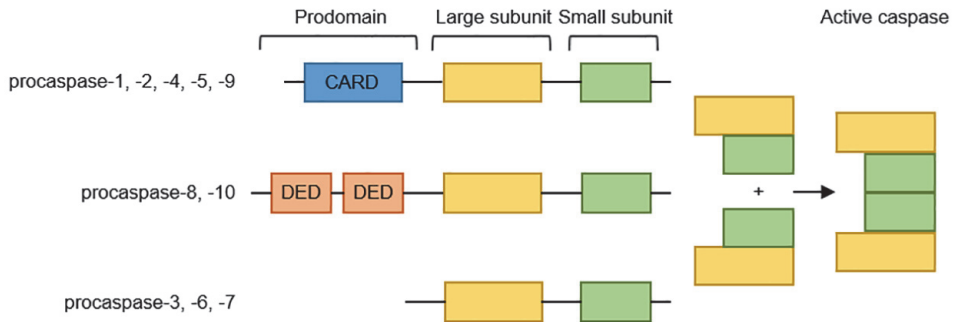 Prodomain Large subunit Small subunit Active caspase
procaspase-1, -2, -4, -5, -9 CARD
procaspase-8, -10 DED DED +
procaspase-3, -6, -7